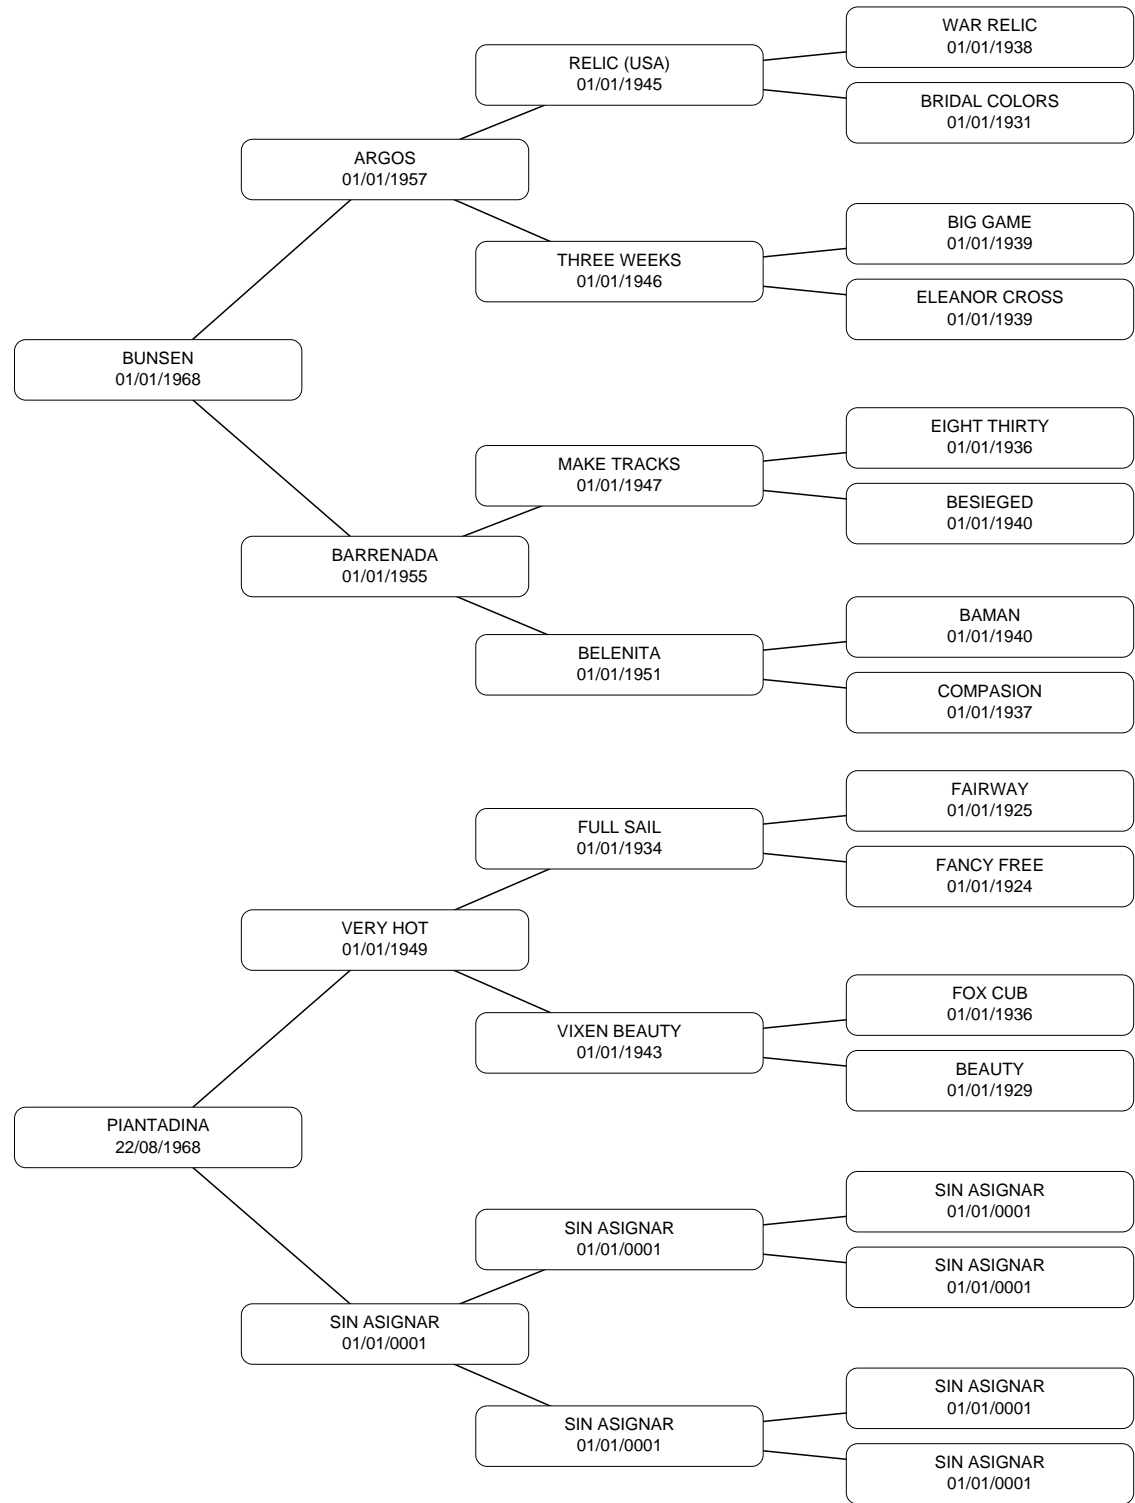 WAR RELIC
01/01/1938
RELIC (USA)
01/01/1945
BRIDAL COLORS
01/01/1931
ARGOS
01/01/1957
BIG GAME
01/01/1939
THREE WEEKS
01/01/1946
ELEANOR CROSS
01/01/1939
BUNSEN
01/01/1968
EIGHT THIRTY
01/01/1936
MAKE TRACKS
01/01/1947
BESIEGED
01/01/1940
BARRENADA
01/01/1955
BAMAN
01/01/1940
BELENITA
01/01/1951
COMPASION
01/01/1937
FAIRWAY
01/01/1925
FULL SAIL
01/01/1934
FANCY FREE
01/01/1924
VERY HOT
01/01/1949
FOX CUB
01/01/1936
VIXEN BEAUTY
01/01/1943
BEAUTY
01/01/1929
PIANTADINA
22/08/1968
SIN ASIGNAR
01/01/0001
SIN ASIGNAR
01/01/0001
SIN ASIGNAR
01/01/0001
SIN ASIGNAR
01/01/0001
SIN ASIGNAR
01/01/0001
SIN ASIGNAR
01/01/0001
SIN ASIGNAR
01/01/0001